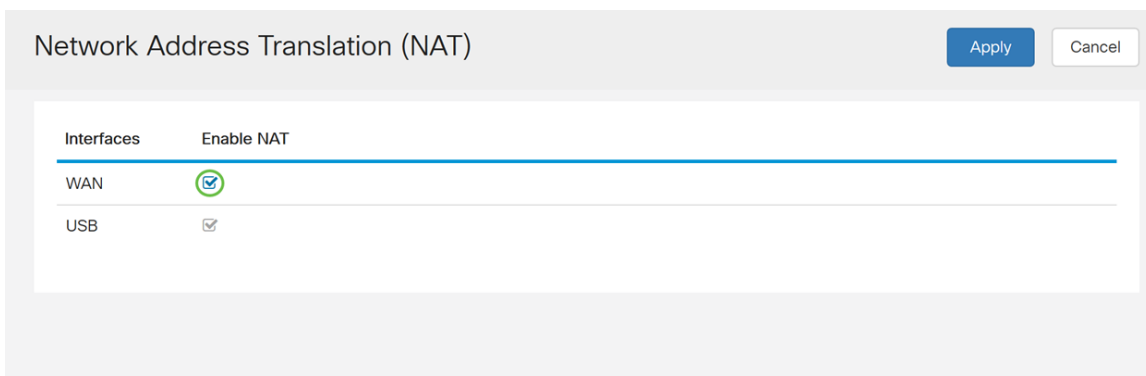 Network Address Translation (NAT)
Apply
Cancel
Interfaces
Enable NAT
WAN
USB